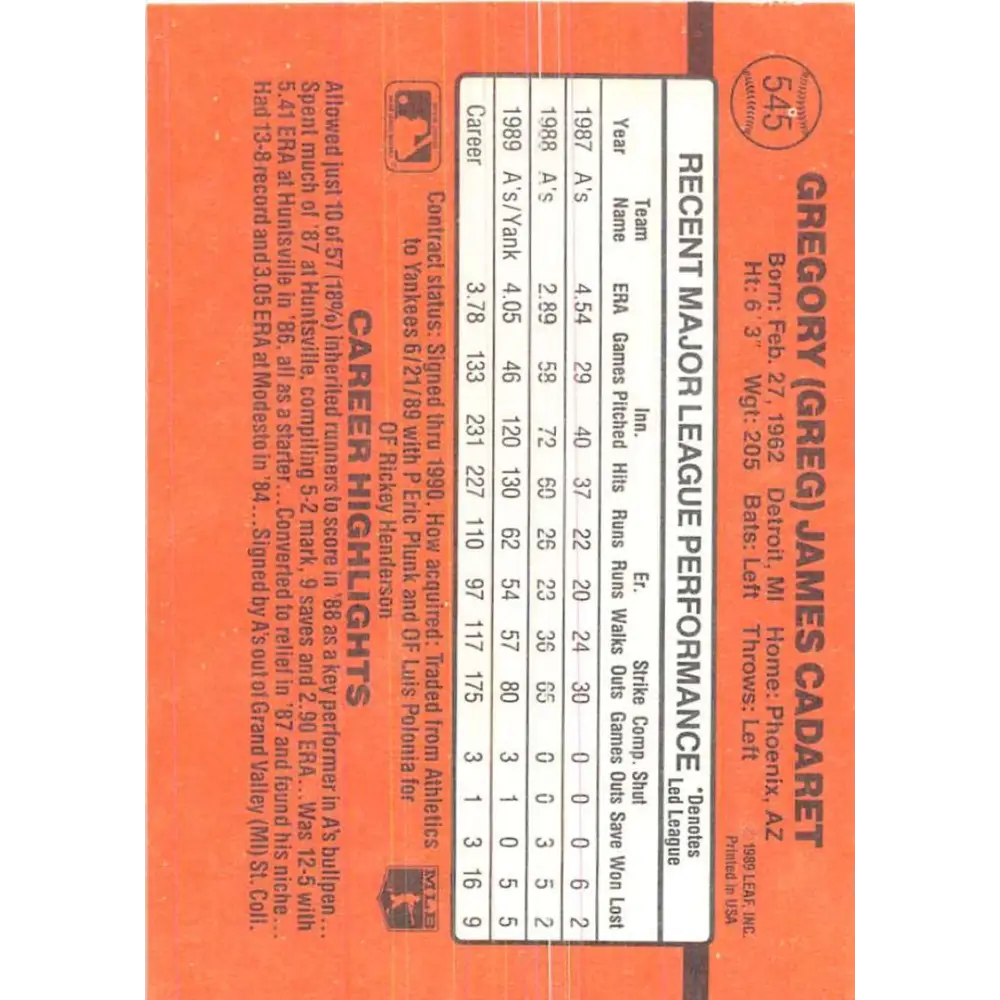 545
GREGORY (GREG) JAMES CADARET
Born: Feb. 27, 1962 Detroit, MI Home: Phoenix, AZ
Ht: 6'3" Wgt: 205 Bats: Left Throws: Left
© 1989 LEAF, INC.
Printed in USA
RECENT MAJOR LEAGUE PERFORMANCE
*Denotes
Led League
Team Inn. Er. Strike Comp. Shut
Year Name ERA Games Pitched Hits Runs Runs Walks Outs Games Outs Save Won Lost
1987 A's 4.54 29 40 37 22 20 24 30 0 0 0 6 2
1988 A's 2.89 58 72 60 26 23 36 65 0 0 3 5 2
1989 A's/Yank 4.05 46 120 130 62 54 57 80 3 1 0 5 5
Career 3.78 133 231 227 110 97 117 175 3 1 3 16 9
Contract status: Signed thru 1990. How acquired: Traded from Athletics
to Yankees 6/21/89 with P Eric Plunk and OF Luis Polonia for
OF Rickey Henderson
MLB
CAREER HIGHLIGHTS
Allowed just 10 of 57 (18%) inherited runners to score in '88 as a key performer in A's bullpen...
Spent much of '87 at Huntsville, compiling 5-2 mark, 9 saves and 2.90 ERA...Was 12-5 with
5.41 ERA at Huntsville in '86, all as a starter...Converted to relief in '87 and found his niche...
Had 13-8 record and 3.05 ERA at Modesto in '84...Signed by A's out of Grand Valley (MI) St. Coll.